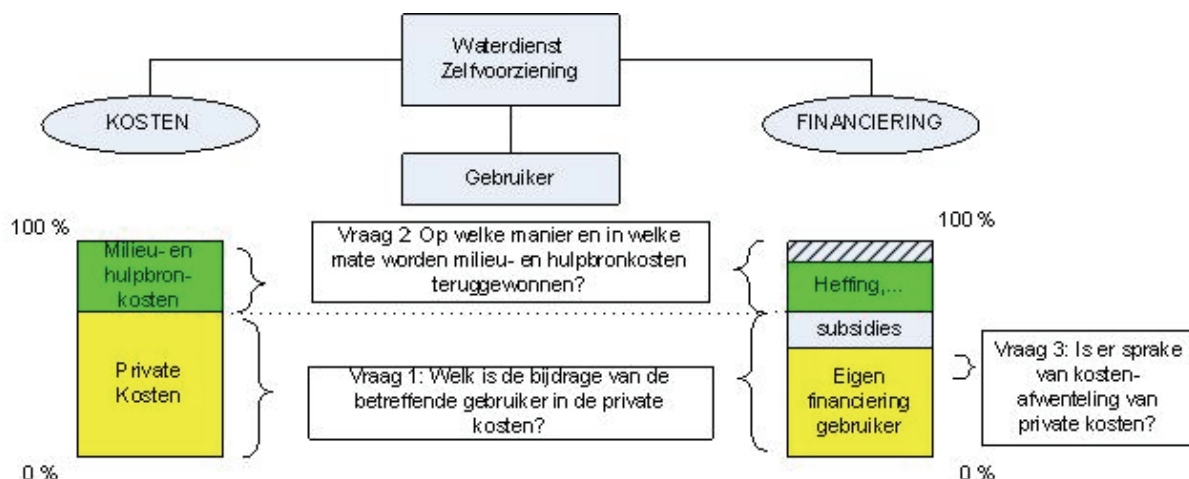 Waterdienst
Zelfvoorziening
KOSTEN
FINANCIERING
Gebruiker
100 %
100 %
Milieu- en
hulpbron-
kosten
Vraag 2: Op welke manier en in welke
mate worden milieu- en hulpbronkosten
teruggewonnen?
Heffing,...
subsidies
Private
Kosten
Vraag 1: Welk is de bijdrage van de
betreffende gebruiker in de private
kosten?
Eigen
financiering
gebruiker
Vraag 3: Is er sprake
van kosten-
afwenteling van
private kosten?
0 %
0 %